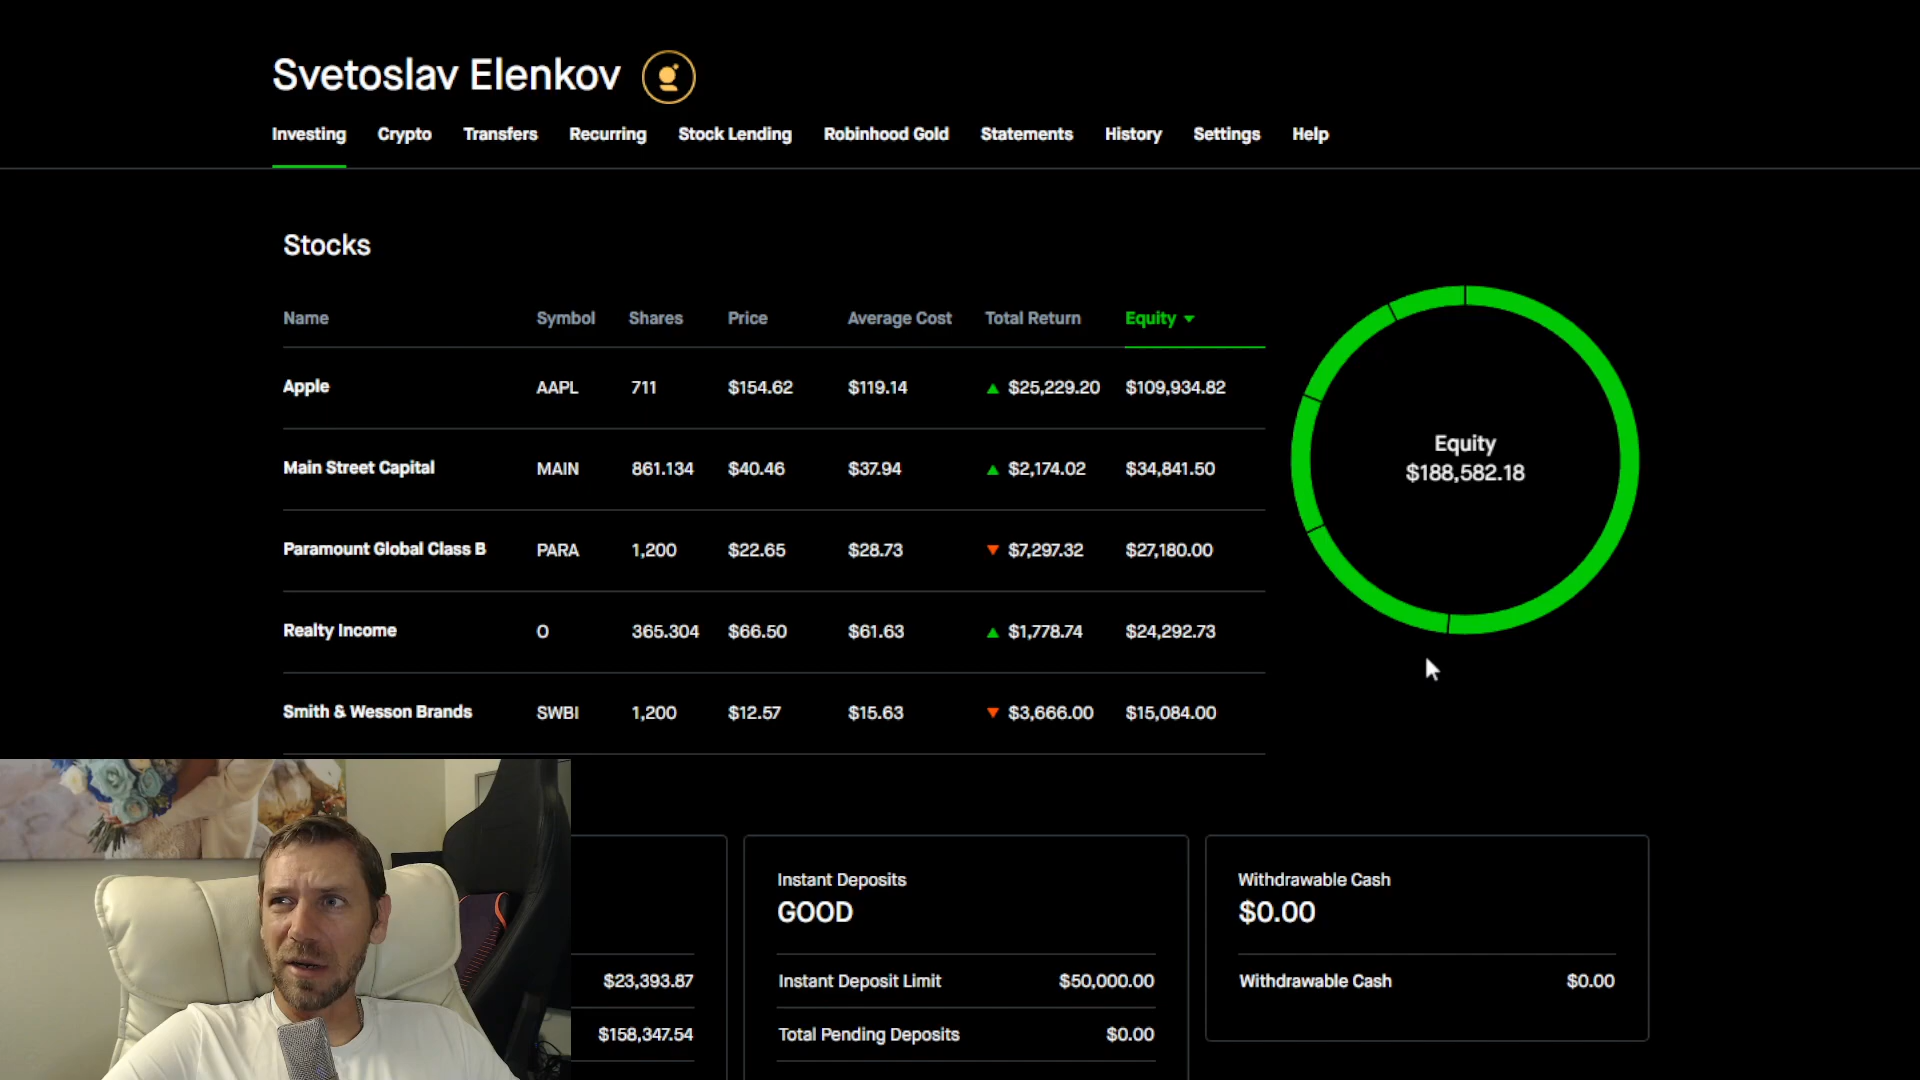 Svetoslav Elenkov
Investing Crypto Transfers Recurring Stock Lending Robinhood Gold Statements History Settings Help
Stocks
Name Symbol Shares Price Average Cost Total Return Equity
Apple AAPL 711 $154.62 $119.14 $25,229.20 $109,934.82
Main Street Capital MAIN 861.134 $40.46 $37.94 $2,174.02 $34,841.50
Paramount Global Class B PARA 1,200 $22.65 $28.73 $7,297.32 $27,180.00
Realty Income O 365.304 $66.50 $61.63 $1,778.74 $24,292.73
Smith & Wesson Brands SWBI 1,200 $12.57 $15.63 $3,666.00 $15,084.00
Equity
$188,582.18
$23,393.87
$158,347.54
Instant Deposits
GOOD
Instant Deposit Limit $50,000.00
Total Pending Deposits $0.00
Withdrawable Cash
$0.00
Withdrawable Cash $0.00